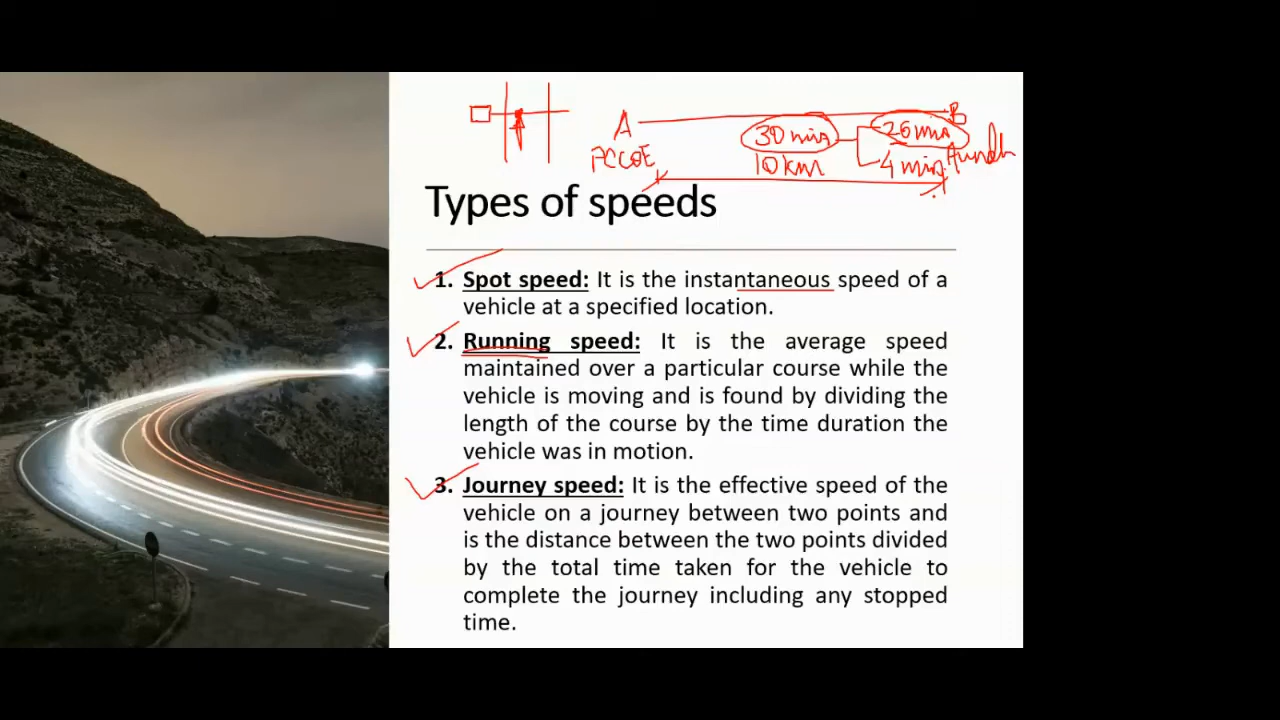 A B
30 min 26 min
PCCOE 10 km 4 min Aundh
Types of speeds
1. Spot speed: It is the instantaneous speed of a
vehicle at a specified location.
2. Running speed: It is the average speed
maintained over a particular course while the
vehicle is moving and is found by dividing the
length of the course by the time duration the
vehicle was in motion.
3. Journey speed: It is the effective speed of the
vehicle on a journey between two points and
is the distance between the two points divided
by the total time taken for the vehicle to
complete the journey including any stopped
time.